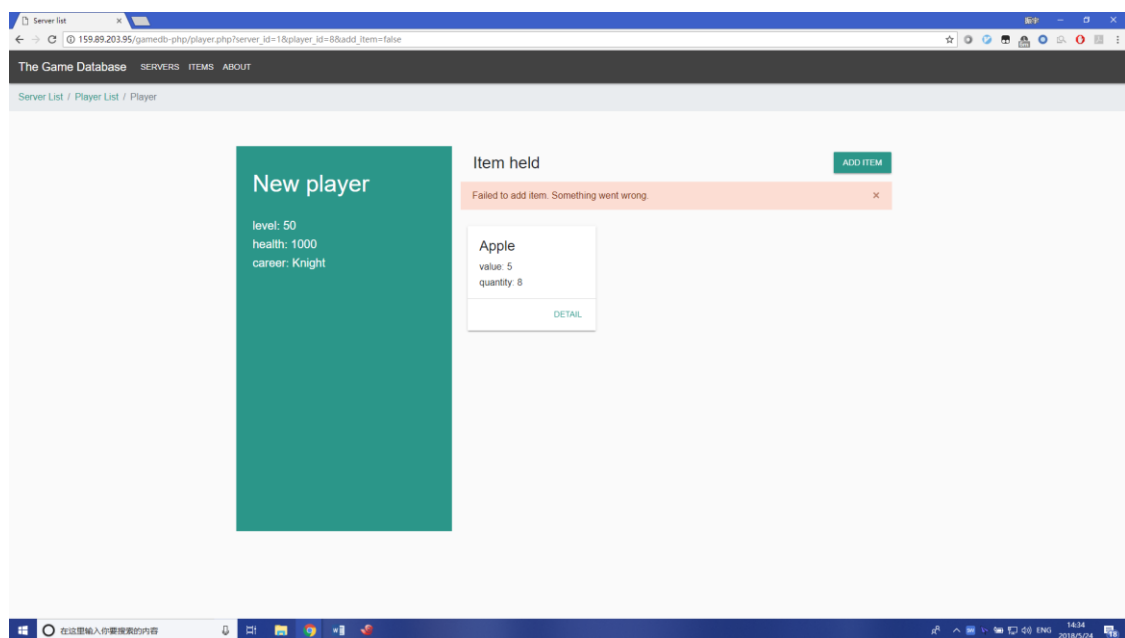 Server list
振宇
159.89.203.95/gamedb-php/player.php?server_id=1&player_id=8&add_item=false
The Game Database SERVERS ITEMS ABOUT
Server List / Player List / Player
New player
level: 50
health: 1000
career: Knight
Item held
ADD ITEM
Failed to add item. Something went wrong.
Apple
value: 5
quantity: 8
DETAIL
在这里输入你要搜索的内容
ENG
14:34
2018/5/24